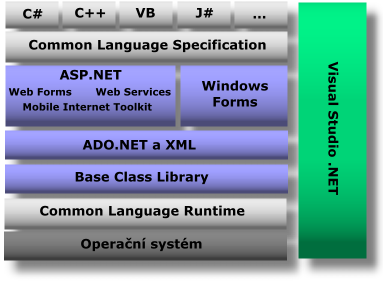 C#
C++
VB
J#
...
Common Language Specification
ASP.NET
Web Forms
Web Services
Mobile Internet Toolkit
Windows
Forms
ADO.NET a XML
Base Class Library
Common Language Runtime
Operační systém
Visual Studio .NET